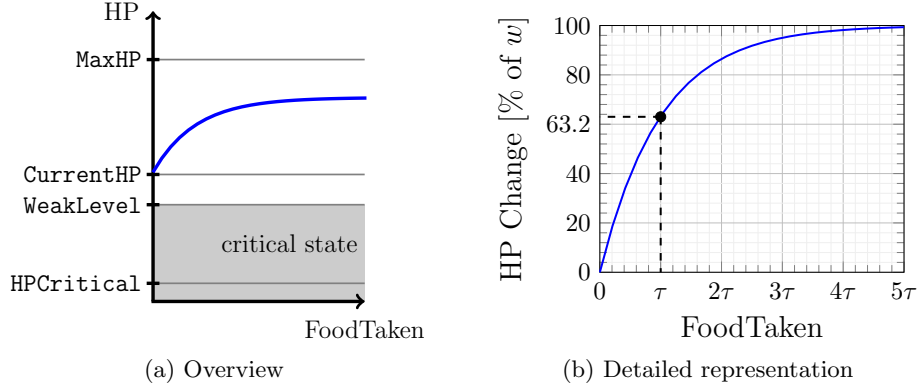 HP
MaxHP
CurrentHP
WeakLevel
critical state
HPCritical
FoodTaken
(a) Overview
HP Change [% of w]
100
80
63.2
60
40
20
0
0 τ 2τ 3τ 4τ 5τ
FoodTaken
(b) Detailed representation